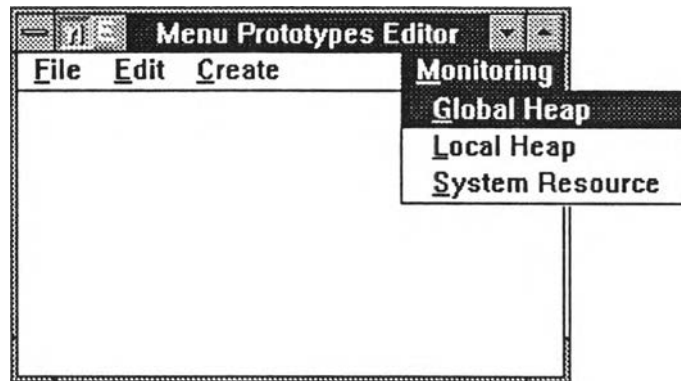 Menu Prototypes Editor
File Edit Create Monitoring
Global Heap
Local Heap
System Resource